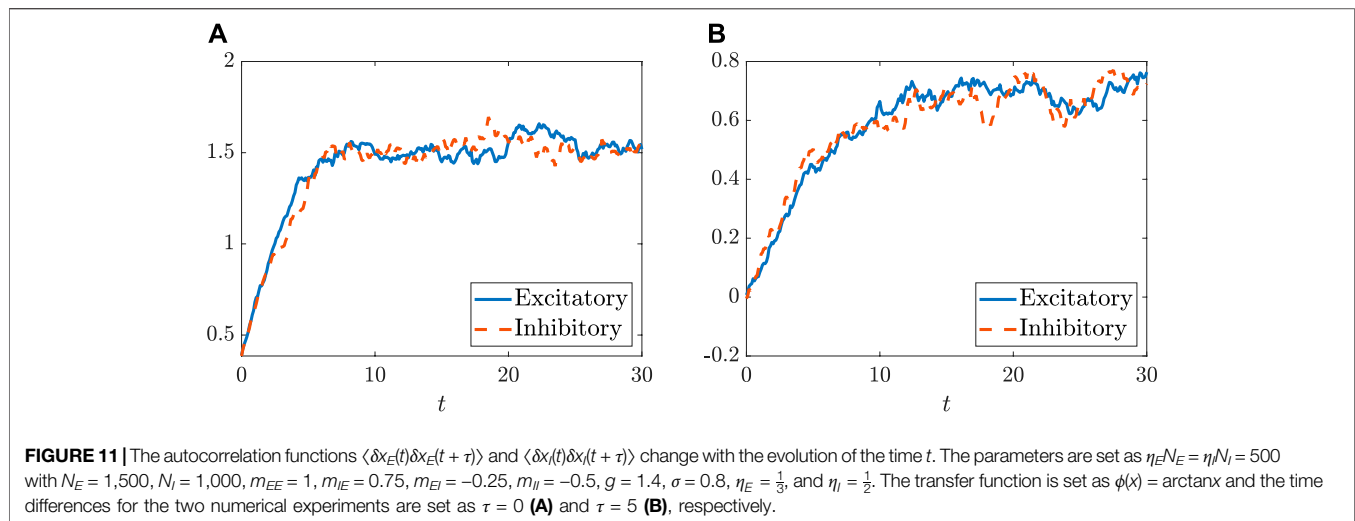 A
B
2
1.5
1
0.5
0
10
20
30
t
Excitatory
Inhibitory
0.8
0.6
0.4
0.2
0
-0.2
0
10
20
30
t
Excitatory
Inhibitory
FIGURE 11 | The autocorrelation functions ⟨δx_E(t)δx_E(t + τ)⟩ and ⟨δx_I(t)δx_I(t + τ)⟩ change with the evolution of the time t. The parameters are set as η_E N_E = η_I N_I = 500
with N_E = 1,500, N_I = 1,000, m_EE = 1, m_IE = 0.75, m_EI = −0.25, m_II = −0.5, g = 1.4, σ = 0.8, η_E = 1/3, and η_I = 1/2. The transfer function is set as ϕ(x) = arctanx and the time
differences for the two numerical experiments are set as τ = 0 (A) and τ = 5 (B), respectively.